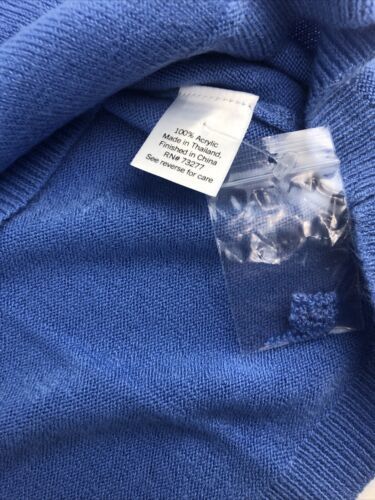 100% Acrylic
Made in Thailand,
Finished in China
RN# 73277
See reverse for care